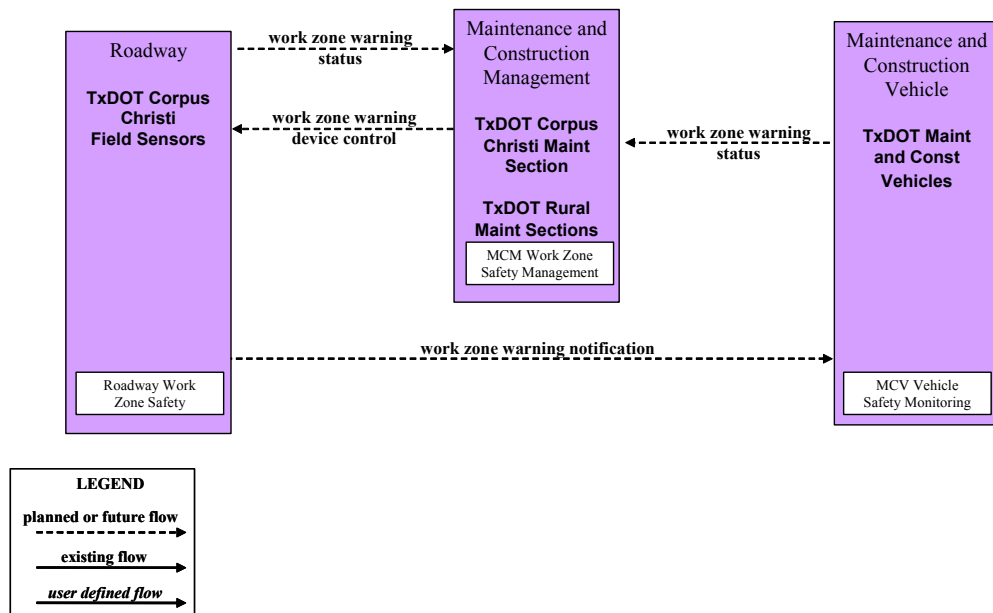 Roadway
TxDOT Corpus
Christi
Field Sensors
Roadway Work
Zone Safety
work zone warning
status
work zone warning
device control
Maintenance and
Construction
Management
TxDOT Corpus
Christi Maint
Section
TxDOT Rural
Maint Sections
MCM Work Zone
Safety Management
work zone warning
status
Maintenance and
Construction
Vehicle
TxDOT Maint
and Const
Vehicles
MCV Vehicle
Safety Monitoring
work zone warning notification
LEGEND
planned or future flow
existing flow
user defined flow